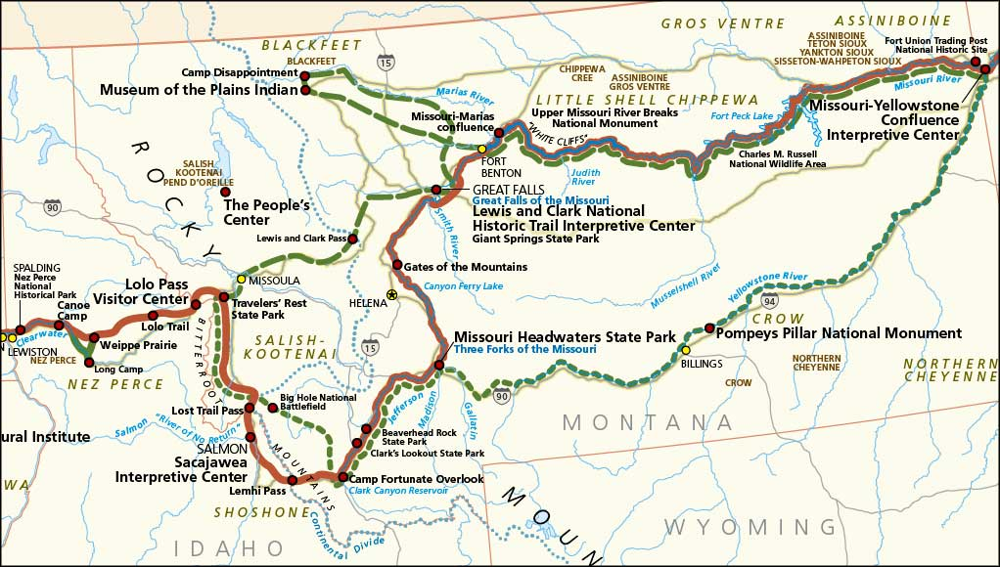 GROS VENTRE
ASSINIBOINE
BLACKFEET
BLACKFEET
Camp Disappointment
Museum of the Plains Indian
15
Marias River
CHIPPEWA
CREE
ASSINIBOINE
GROS VENTRE
ASSINIBOINE
TETON SIOUX
YANKTON SIOUX
SISSETON-WAHPETON SIOUX
Fort Union Trading Post
National Historic Site
Missouri River
Missouri-Yellowstone
Confluence
Interpretive Center
LITTLE SHELL CHIPPEWA
Upper Missouri River Breaks
National Monument
Missouri-Marias
confluence
"WHITE CLIFFS"
Fort Peck Lake
Charles M. Russell
National Wildlife Area
FORT
BENTON
Judith
River
ROCKY
SALISH
KOOTENAI
PEND D'OREILLE
The People's
Center
90
GREAT FALLS
Great Falls of the Missouri
Lewis and Clark National
Historic Trail Interpretive Center
Giant Springs State Park
Smith River
Lewis and Clark Pass
Gates of the Mountains
Canyon Ferry Lake
HELENA
Musselshell River
Yellowstone River
94
SPALDING
Nez Perce
National
Historical Park
Canoe
Camp
Lolo Pass
Visitor Center
MISSOULA
Travelers' Rest
State Park
Lolo Trail
Clearwater
N
LEWISTON
NEZ PERCE
Weippe Prairie
Long Camp
NEZ PERCE
BITTERROOT
SALISH-
KOOTENAI
15
Missouri Headwaters State Park
Three Forks of the Missouri
CROW
Pompeys Pillar National Monument
BILLINGS
NORTHERN
CHEYENNE
NORTHERN
CHEYENNE
CROW
90
Jefferson
Madison
Gallatin
Big Hole National
Battlefield
Lost Trail Pass
Salmon
"River of No Return"
Beaverhead Rock
State Park
Clark's Lookout State Park
MONTANA
ural Institute
SALMON
Sacajawea
Interpretive Center
MOUNTAINS
Lemhi Pass
Camp Fortunate Overlook
Clark Canyon Reservoir
WA
SHOSHONE
Continental Divide
IDAHO
MOUN
WYOMING